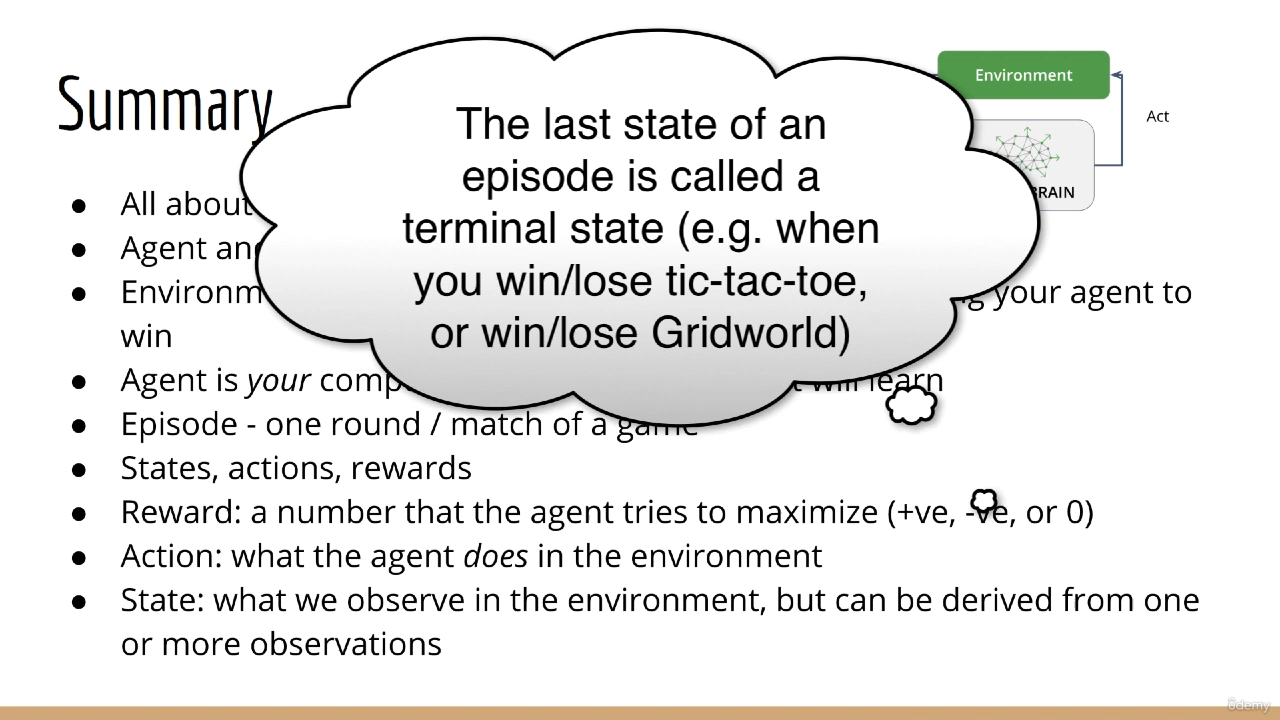 Summary
The last state of an
episode is called a
terminal state (e.g. when
you win/lose tic-tac-toe,
or win/lose Gridworld)
Environment
Act
BRAIN
● All about
● Agent and
● Environm your agent to
win
● Agent is your comp will learn
● Episode - one round / match of a game
● States, actions, rewards
● Reward: a number that the agent tries to maximize (+ve, -ve, or 0)
● Action: what the agent does in the environment
● State: what we observe in the environment, but can be derived from one
or more observations
ûdemy